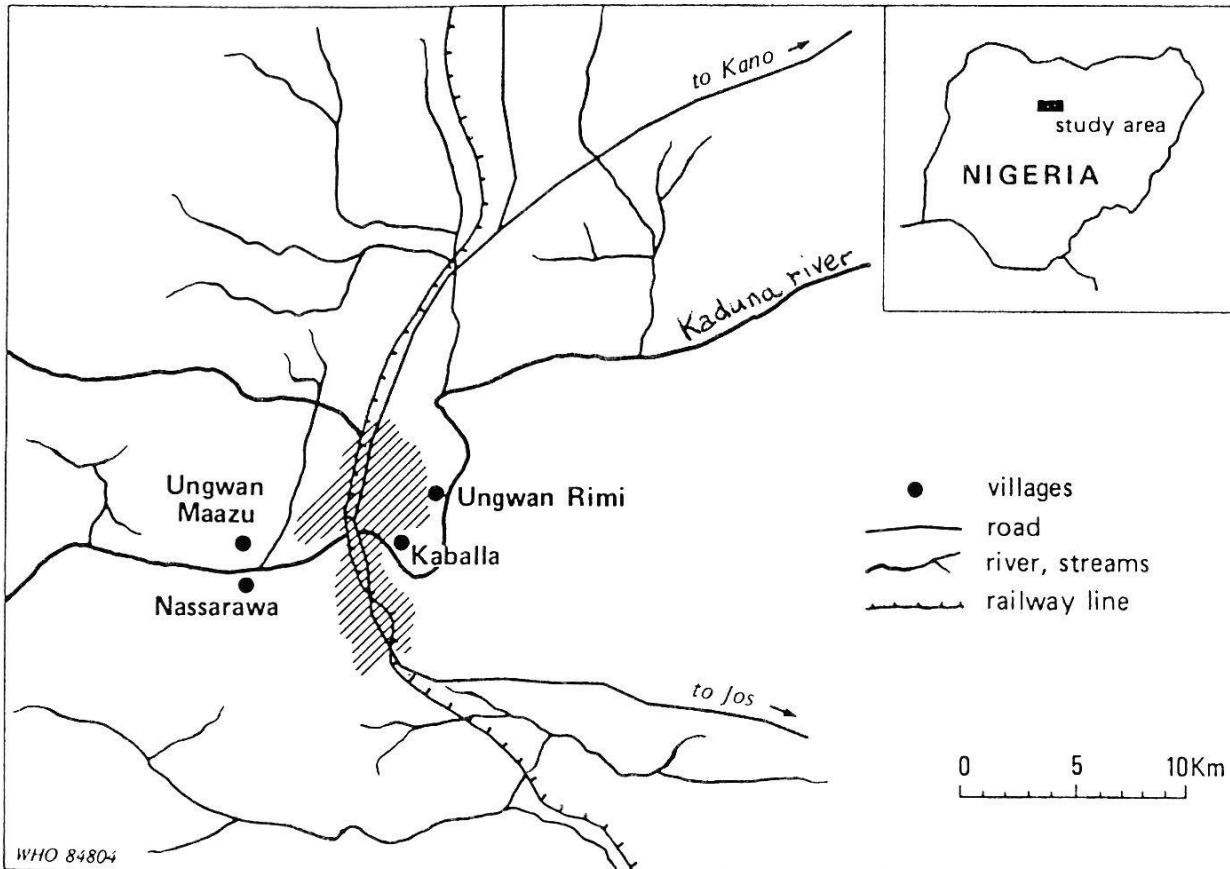 to Kano
study area
NIGERIA
Kaduna river
Ungwan
Maazu
Ungwan Rimi
Kaballa
Nassarawa
villages
road
river, streams
railway line
to Jos
0 5 10Km
WHO 84804